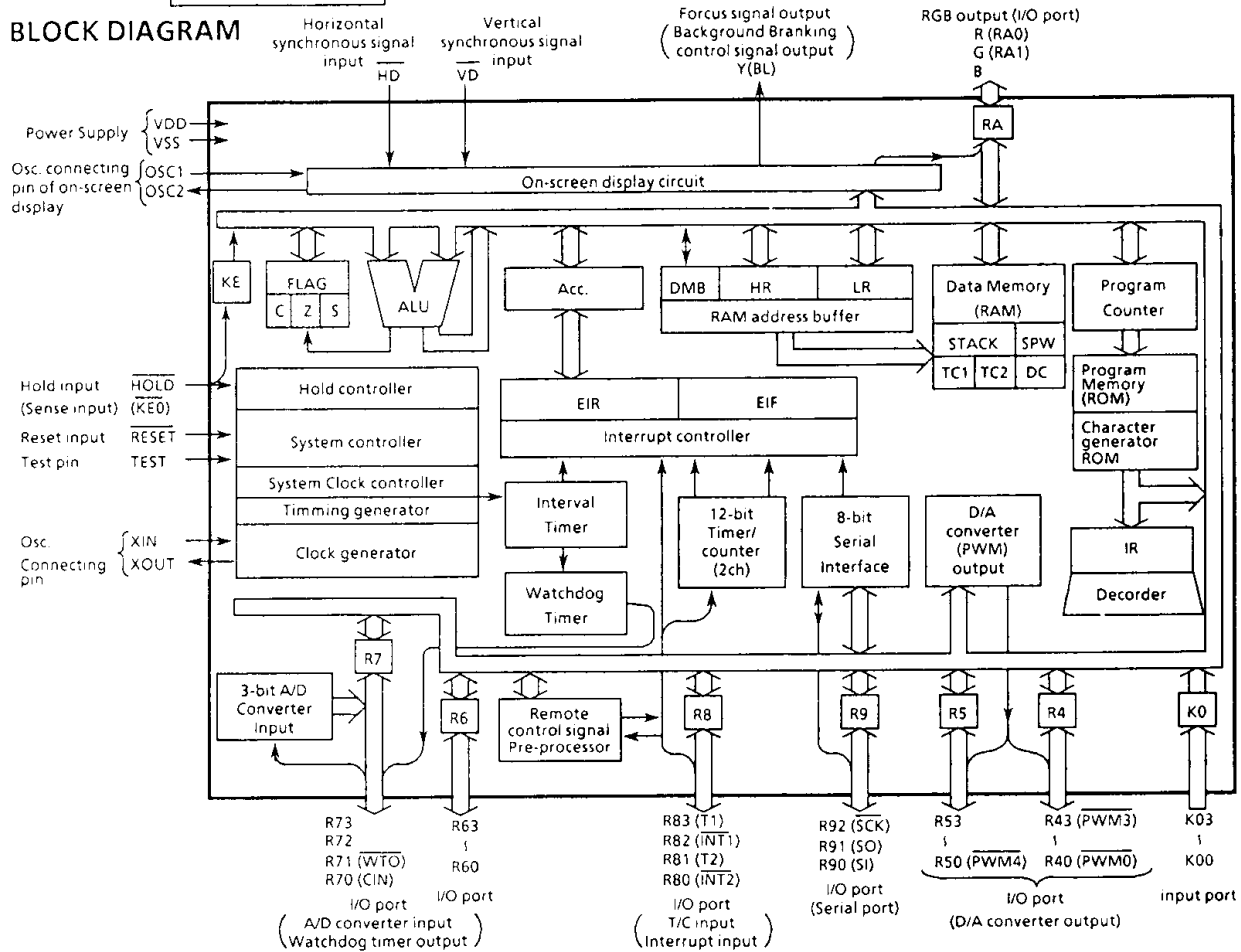 BLOCK DIAGRAM
Horizontal
synchronous signal
input HD
Vertical
synchronous signal
input VD
Forcus signal output
(Background Branking
control signal output)
Y(BL)
RGB output (I/O port)
R (RA0)
G (RA1)
B
Power Supply
VDD
VSS
Osc. connecting
pin of on-screen
display
OSC1
OSC2
RA
On-screen display circuit
KE
FLAG
C Z S
ALU
Acc.
DMB HR LR
RAM address buffer
Data Memory
(RAM)
STACK SPW
TC1 TC2 DC
Program
Counter
Program
Memory
(ROM)
Character
generator
ROM
Hold input HOLD
(Sense input) (KE0)
Reset input RESET
Test pin TEST
Hold controller
System controller
System Clock controller
Timming generator
Clock generator
EIR EIF
Interrupt controller
Osc.
Connecting
pin
XIN
XOUT
Interval
Timer
Watchdog
Timer
12-bit
Timer/
counter
(2ch)
8-bit
Serial
Interface
D/A
converter
(PWM)
output
IR
Decorder
R7
3-bit A/D
Converter
Input
R6
Remote
control signal
Pre-processor
R8
R9
R5
R4
K0
R73
R72
R71 (WTO)
R70 (CIN)
I/O port
(A/D converter input
Watchdog timer output)
R63
~
R60
I/O port
R83 (T1)
R82 (INT1)
R81 (T2)
R80 (INT2)
I/O port
(T/C input
Interrupt input)
R92 (SCK)
R91 (SO)
R90 (SI)
I/O port
(Serial port)
R53
~
R50 (PWM4)
R43 (PWM3)
~
R40 (PWM0)
I/O port
(D/A converter output)
K03
~
K00
input port